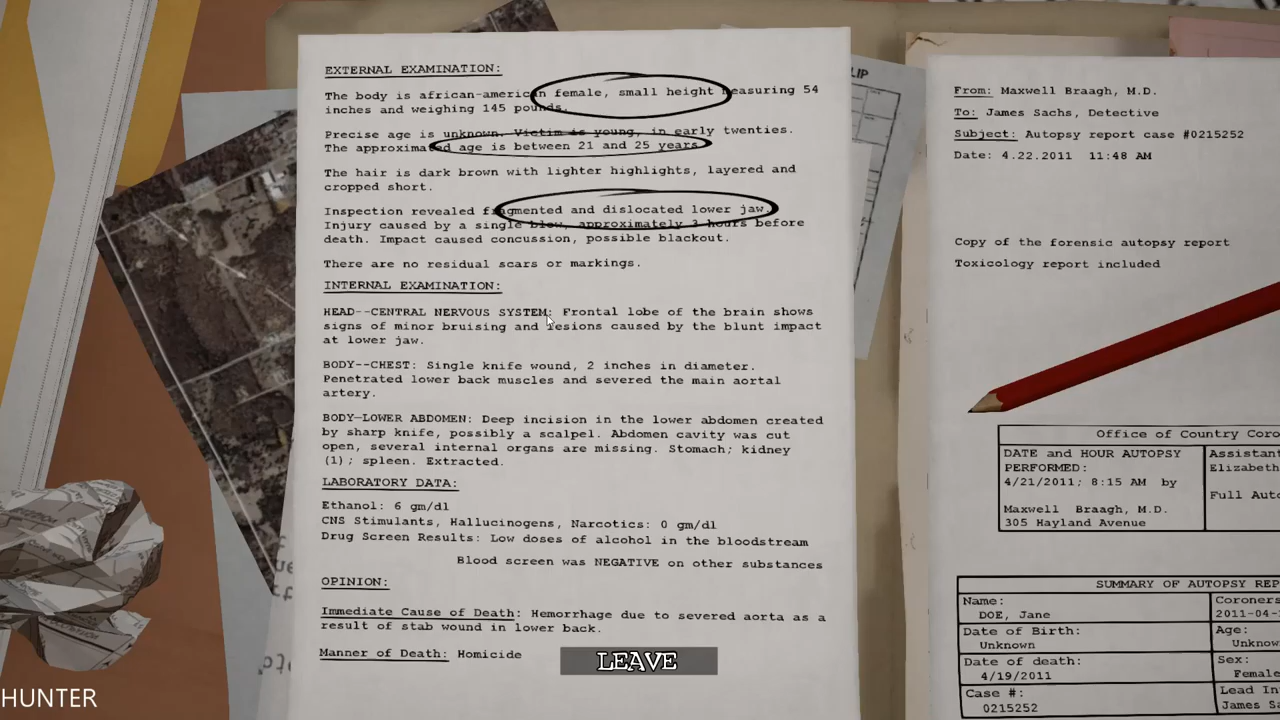 EXTERNAL EXAMINATION:
The body is african-american female, small height measuring 54
inches and weighing 145 pounds.
Precise age is unknown. Victim is young, in early twenties.
The approximated age is between 21 and 25 years.
The hair is dark brown with lighter highlights, layered and
cropped short.
Inspection revealed fragmented and dislocated lower jaw.
Injury caused by a single blow, approximately 3 hours before
death. Impact caused concussion, possible blackout.
There are no residual scars or markings.
INTERNAL EXAMINATION:
HEAD--CENTRAL NERVOUS SYSTEM: Frontal lobe of the brain shows
signs of minor bruising and lesions caused by the blunt impact
at lower jaw.
BODY--CHEST: Single knife wound, 2 inches in diameter.
Penetrated lower back muscles and severed the main aortal
artery.
BODY—LOWER ABDOMEN: Deep incision in the lower abdomen created
by sharp knife, possibly a scalpel. Abdomen cavity was cut
open, several internal organs are missing. Stomach; kidney
(1); spleen. Extracted.
LABORATORY DATA:
Ethanol: 6 gm/dl
CNS Stimulants, Hallucinogens, Narcotics: 0 gm/dl
Drug Screen Results: Low doses of alcohol in the bloodstream
Blood screen was NEGATIVE on other substances
OPINION:
Immediate Cause of Death: Hemorrhage due to severed aorta as a
result of stab wound in lower back.
Manner of Death: Homicide
LEAVE
HUNTER
LIP
From: Maxwell Braagh, M.D.
To: James Sachs, Detective
Subject: Autopsy report case #0215252
Date: 4.22.2011 11:48 AM
Copy of the forensic autopsy report
Toxicology report included
Office of Country Coro
DATE and HOUR AUTOPSY
PERFORMED:
4/21/2011; 8:15 AM by
Maxwell Braagh, M.D.
305 Hayland Avenue
Assistan
Elizabeth
Full Auto
SUMMARY OF AUTOPSY REP
Name:
DOE, Jane
Coroners
2011-04-
Date of Birth:
Unknown
Age:
Unknow
Date of death:
4/19/2011
Sex:
Female
Case #:
0215252
Lead In
James S